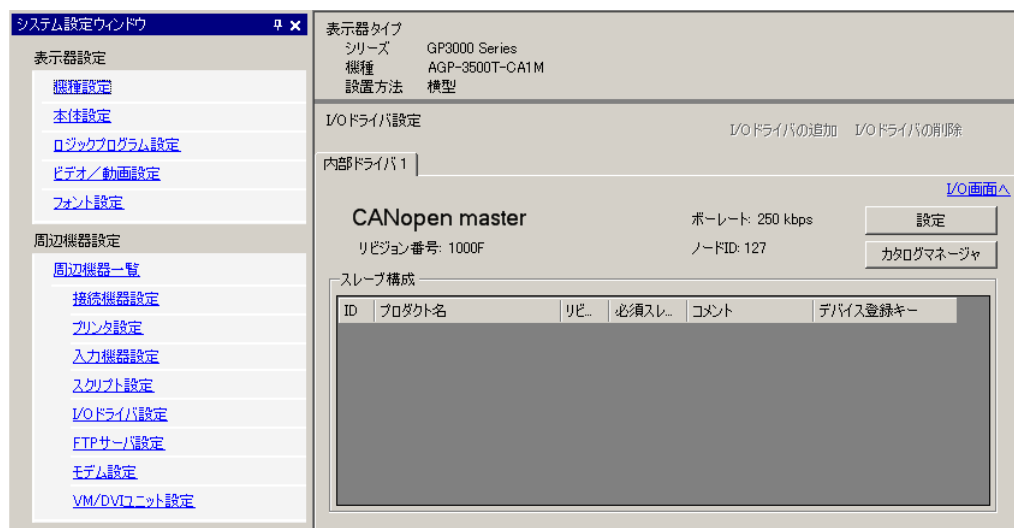 システム設定ウィンドウ
表示器設定
機種設定
本体設定
ロジックプログラム設定
ビデオ／動画設定
フォント設定
周辺機器設定
周辺機器一覧
接続機器設定
プリンタ設定
入力機器設定
スクリプト設定
I/Oドライバ設定
FTPサーバ設定
モデム設定
VM/DVIユニット設定
表示器タイプ
シリーズ GP3000 Series
機種 AGP-3500T-CA1M
設置方法 横型
I/Oドライバ設定
I/Oドライバの追加 I/Oドライバの削除
内部ドライバ 1
I/O画面へ
CANopen master ボーレート: 250 kbps 設定
リビジョン番号: 1000F ノードID: 127 カタログマネージャ
スレーブ構成
ID プロダクト名 リビ... 必須スレ... コメント デバイス登録キー